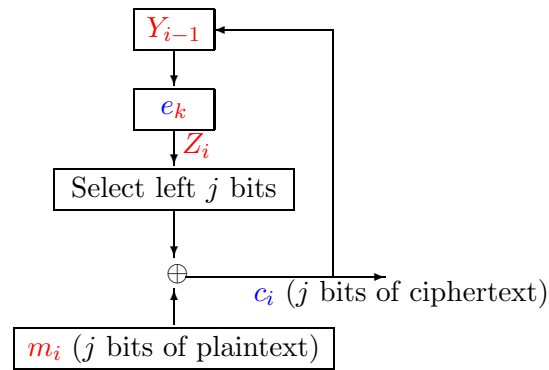 Y_{i−1}
e_k
Z_i
Select left j bits
⊕
c_i (j bits of ciphertext)
m_i (j bits of plaintext)